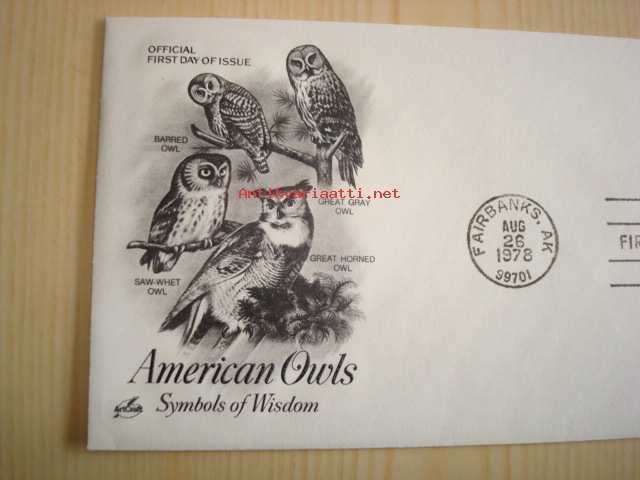 OFFICIAL
FIRST DAY OF ISSUE
BARRED
OWL
Antikvariaatti.net
GREAT GRAY
OWL
GREAT HORNED
OWL
SAW-WHET
OWL
American Owls
Symbols of Wisdom
ArtCraft
FAIRBANKS, AK
AUG
26
1978
99701
FIR